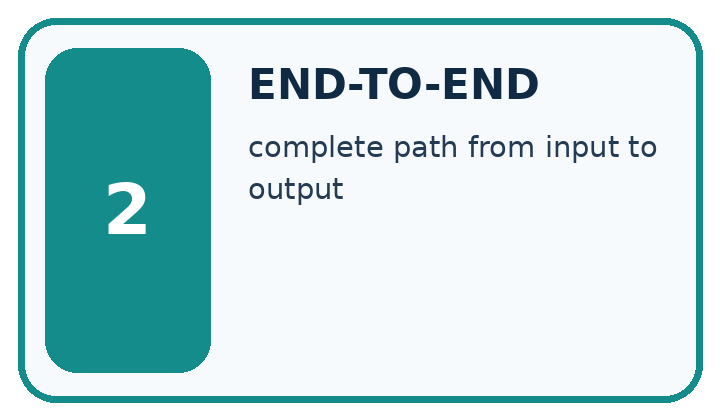 2
END-TO-END
complete path from input to
output